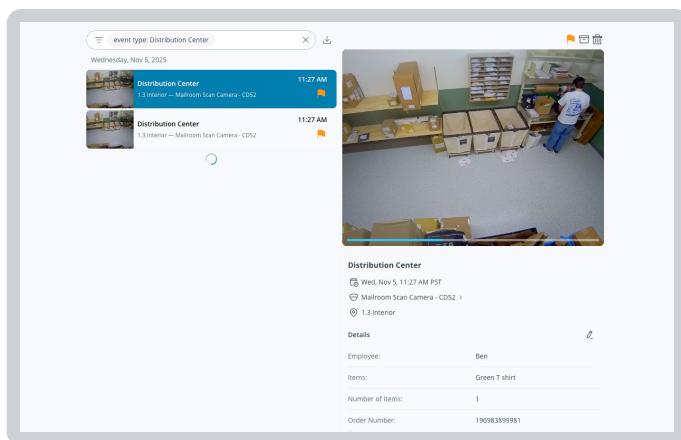 event type: Distribution Center
Wednesday, Nov 5, 2025
Distribution Center
11:27 AM
1.3 Interior — Mailroom Scan Camera - CD52
Distribution Center
11:27 AM
1.3 Interior — Mailroom Scan Camera - CD52
Distribution Center
Wed, Nov 5, 11:27 AM PST
Mailroom Scan Camera - CD52
1.3 Interior
Details
Employee: Ben
Items: Green T shirt
Number of Items: 1
Order Number: 196983899981